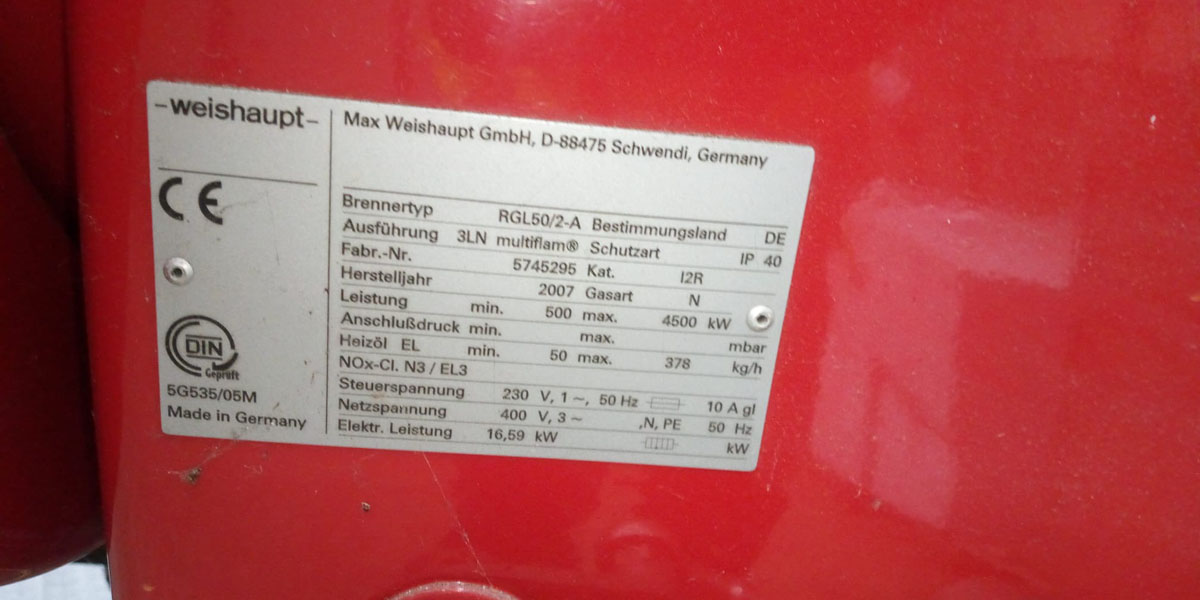 -weishaupt-
CE
DIN
Geprüft
5G535/05M
Made in Germany
Max Weishaupt GmbH, D-88475 Schwendi, Germany
Brennertyp RGL50/2-A Bestimmungsland DE
Ausführung 3LN multiflam® Schutzart IP 40
Fabr.-Nr. 5745295 Kat. I2R
Herstelljahr 2007 Gasart N
Leistung min. 500 max. 4500 kW
Anschlußdruck min. max. mbar
Heizöl EL min. 50 max. 378 kg/h
NOx-Cl. N3 / EL3
Steuerspannung 230 V, 1~, 50 Hz 10 A gl
Netzspannung 400 V, 3~ ,N, PE 50 Hz
Elektr. Leistung 16,59 kW kW